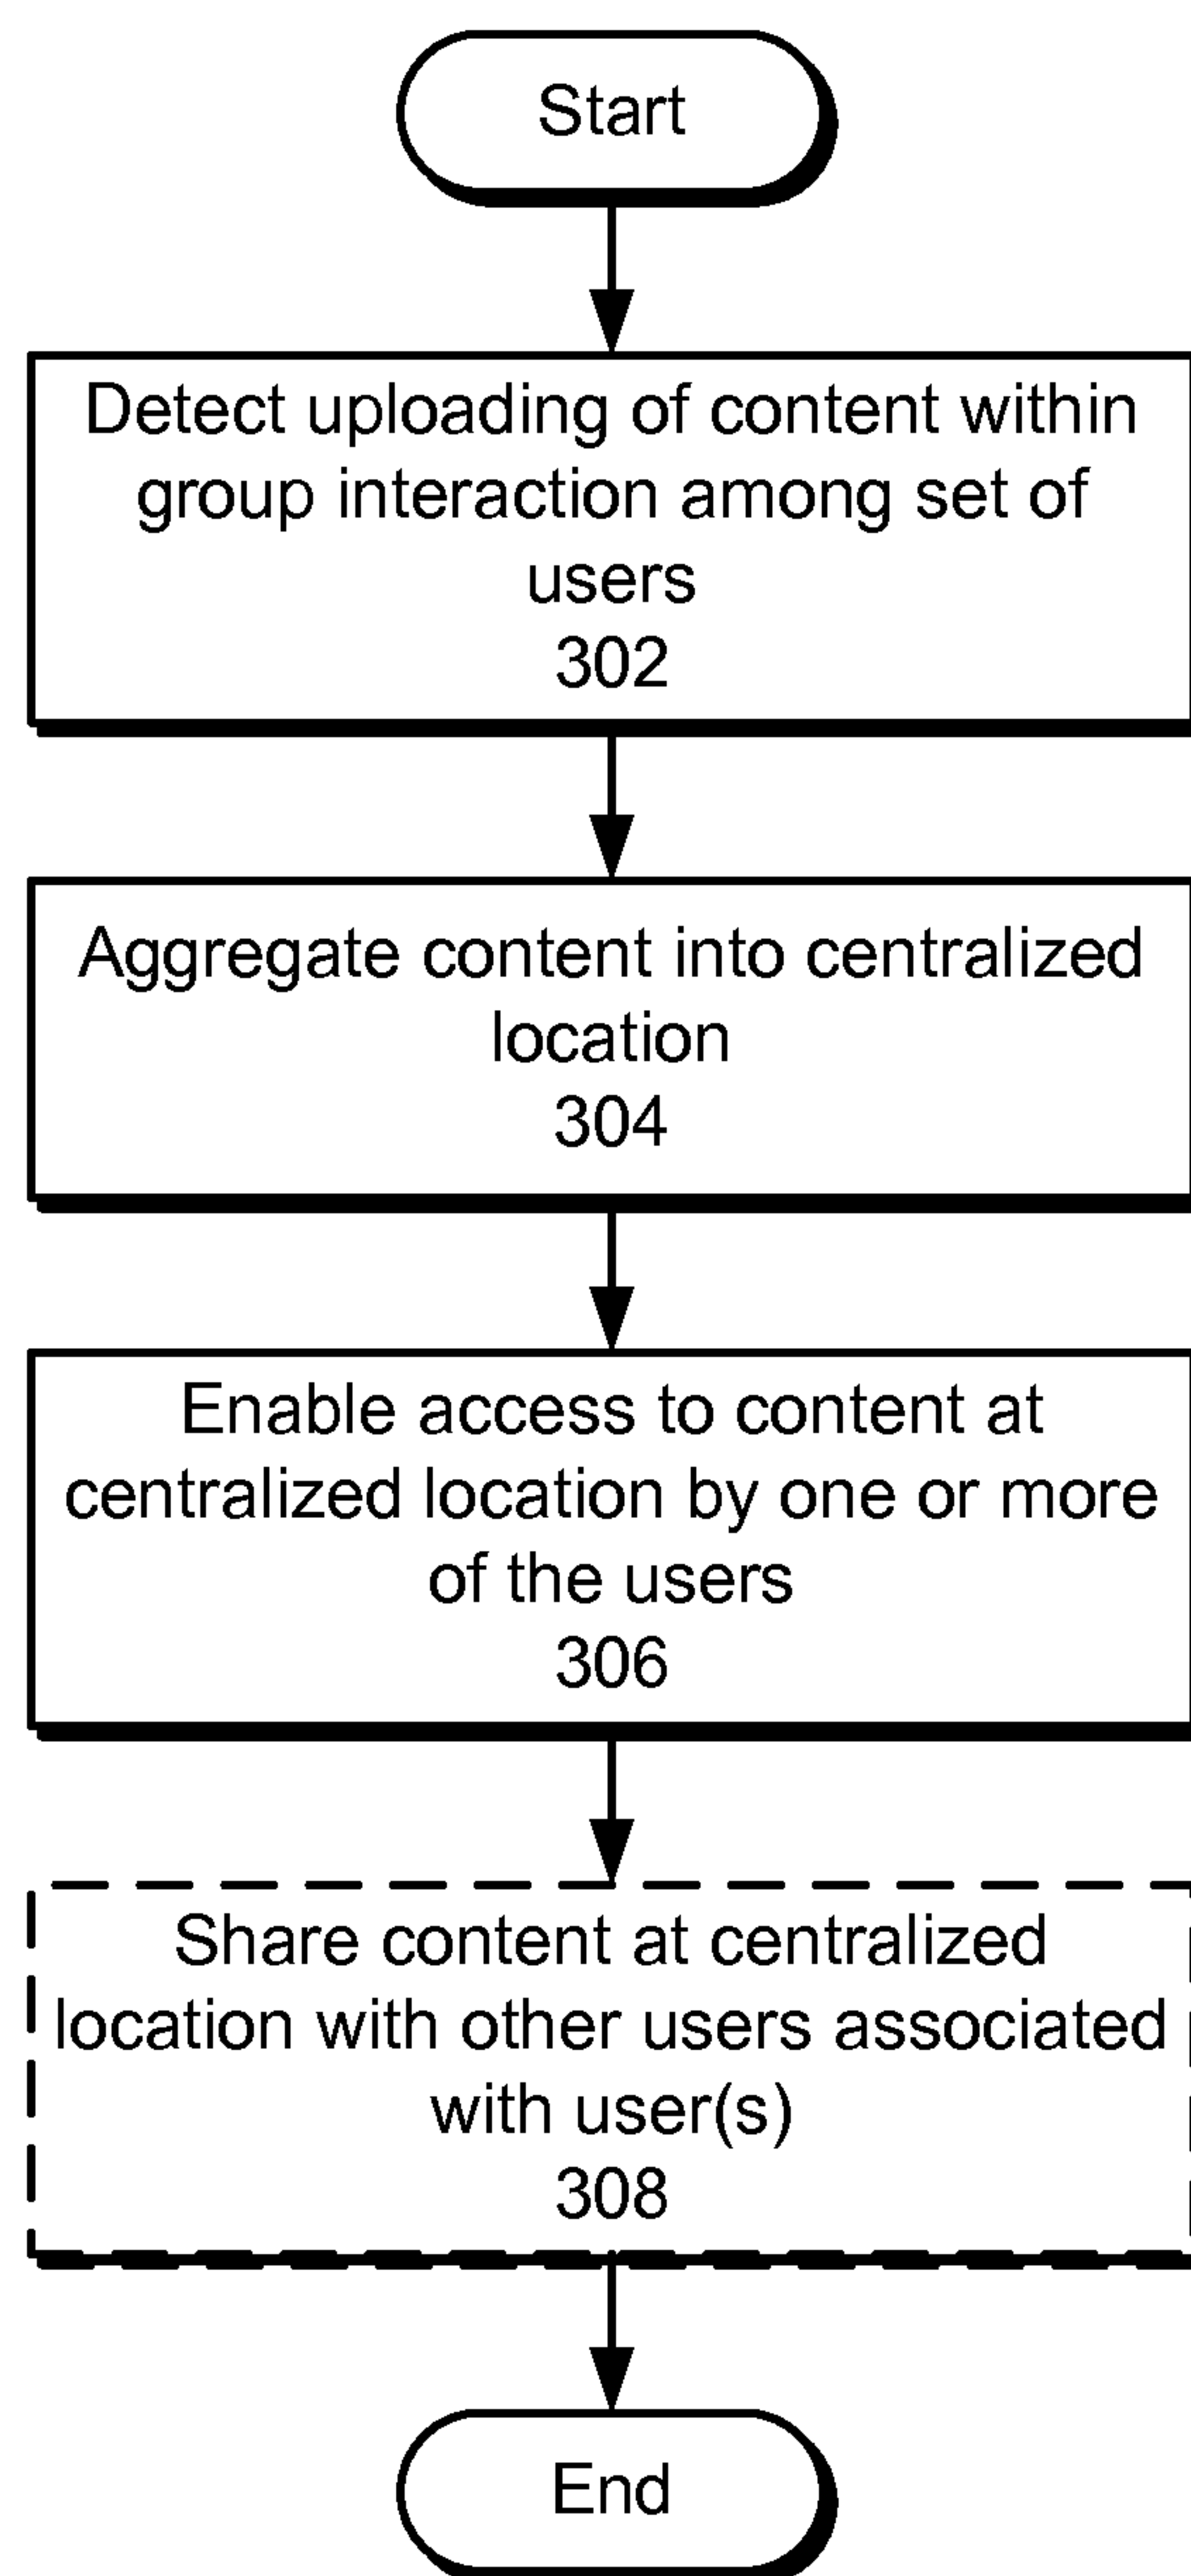 Start
Detect uploading of content within
group interaction among set of
users
302
Aggregate content into centralized
location
304
Enable access to content at
centralized location by one or more
of the users
306
Share content at centralized
location with other users associated
with user(s)
308
End